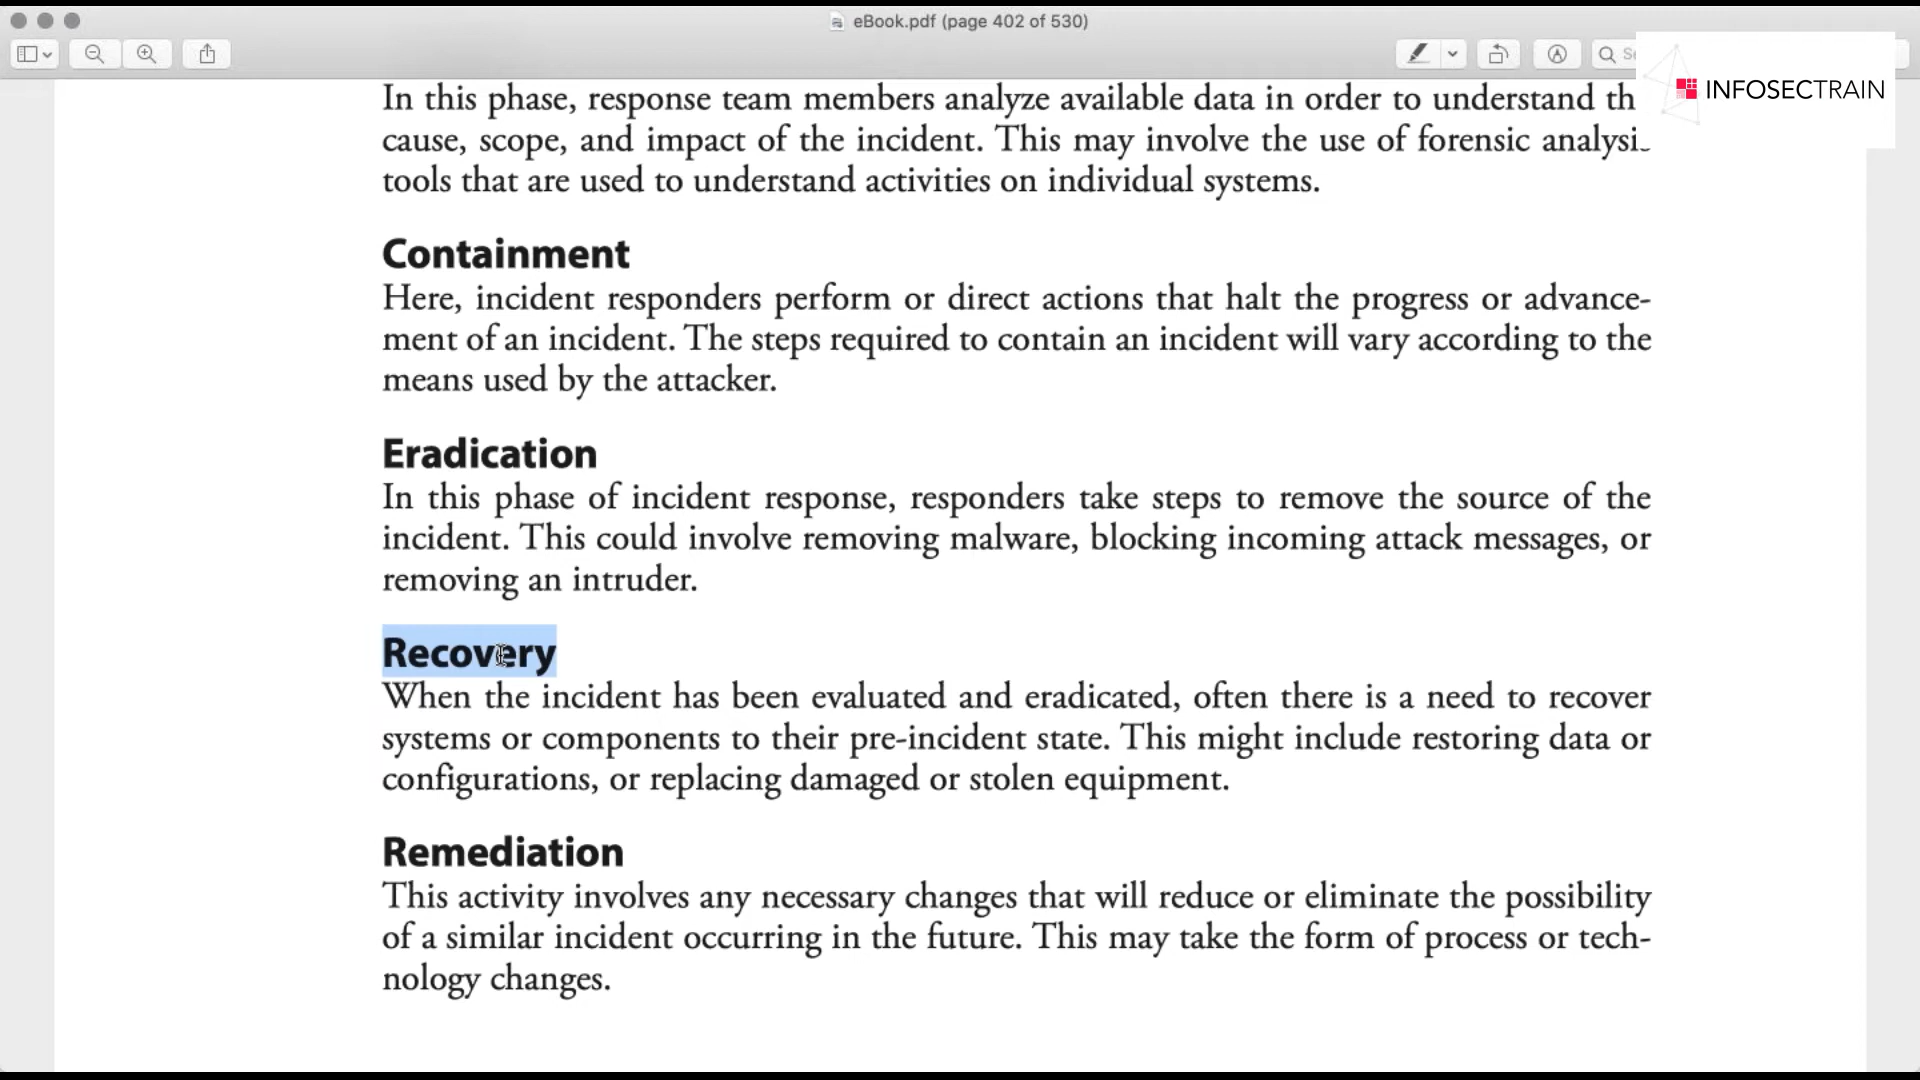 eBook.pdf (page 402 of 530)
INFOSECTRAIN
In this phase, response team members analyze available data in order to understand th
cause, scope, and impact of the incident. This may involve the use of forensic analysis
tools that are used to understand activities on individual systems.
Containment
Here, incident responders perform or direct actions that halt the progress or advance-
ment of an incident. The steps required to contain an incident will vary according to the
means used by the attacker.
Eradication
In this phase of incident response, responders take steps to remove the source of the
incident. This could involve removing malware, blocking incoming attack messages, or
removing an intruder.
Recovery
When the incident has been evaluated and eradicated, often there is a need to recover
systems or components to their pre-incident state. This might include restoring data or
configurations, or replacing damaged or stolen equipment.
Remediation
This activity involves any necessary changes that will reduce or eliminate the possibility
of a similar incident occurring in the future. This may take the form of process or tech-
nology changes.